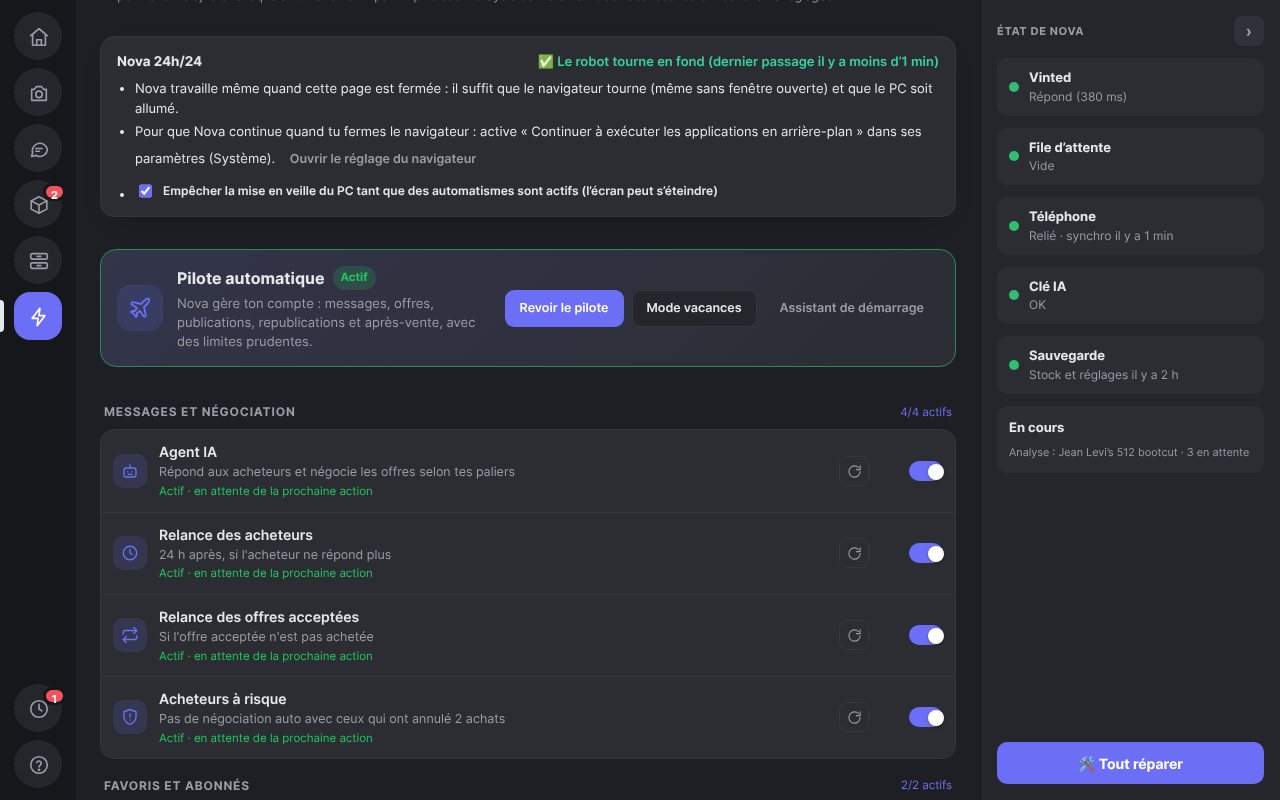 Nova 24h/24
✅ Le robot tourne en fond (dernier passage il y a moins d’1 min)
• Nova travaille même quand cette page est fermée : il suffit que le navigateur tourne (même sans fenêtre ouverte) et que le PC soit
allumé.
• Pour que Nova continue quand tu fermes le navigateur : active « Continuer à exécuter les applications en arrière-plan » dans ses
paramètres (Système). Ouvrir le réglage du navigateur
• Empêcher la mise en veille du PC tant que des automatismes sont actifs (l’écran peut s’éteindre)
Pilote automatique Actif
Nova gère ton compte : messages, offres,
publications, republications et après-vente, avec
des limites prudentes.
Revoir le pilote
Mode vacances
Assistant de démarrage
MESSAGES ET NÉGOCIATION
4/4 actifs
Agent IA
Répond aux acheteurs et négocie les offres selon tes paliers
Actif · en attente de la prochaine action
Relance des acheteurs
24 h après, si l'acheteur ne répond plus
Actif · en attente de la prochaine action
Relance des offres acceptées
Si l'offre acceptée n'est pas achetée
Actif · en attente de la prochaine action
Acheteurs à risque
Pas de négociation auto avec ceux qui ont annulé 2 achats
Actif · en attente de la prochaine action
FAVORIS ET ABONNÉS
2/2 actifs
2
1
ÉTAT DE NOVA
Vinted
Répond (380 ms)
File d’attente
Vide
Téléphone
Relié · synchro il y a 1 min
Clé IA
OK
Sauvegarde
Stock et réglages il y a 2 h
En cours
Analyse : Jean Levi’s 512 bootcut · 3 en attente
🛠️ Tout réparer